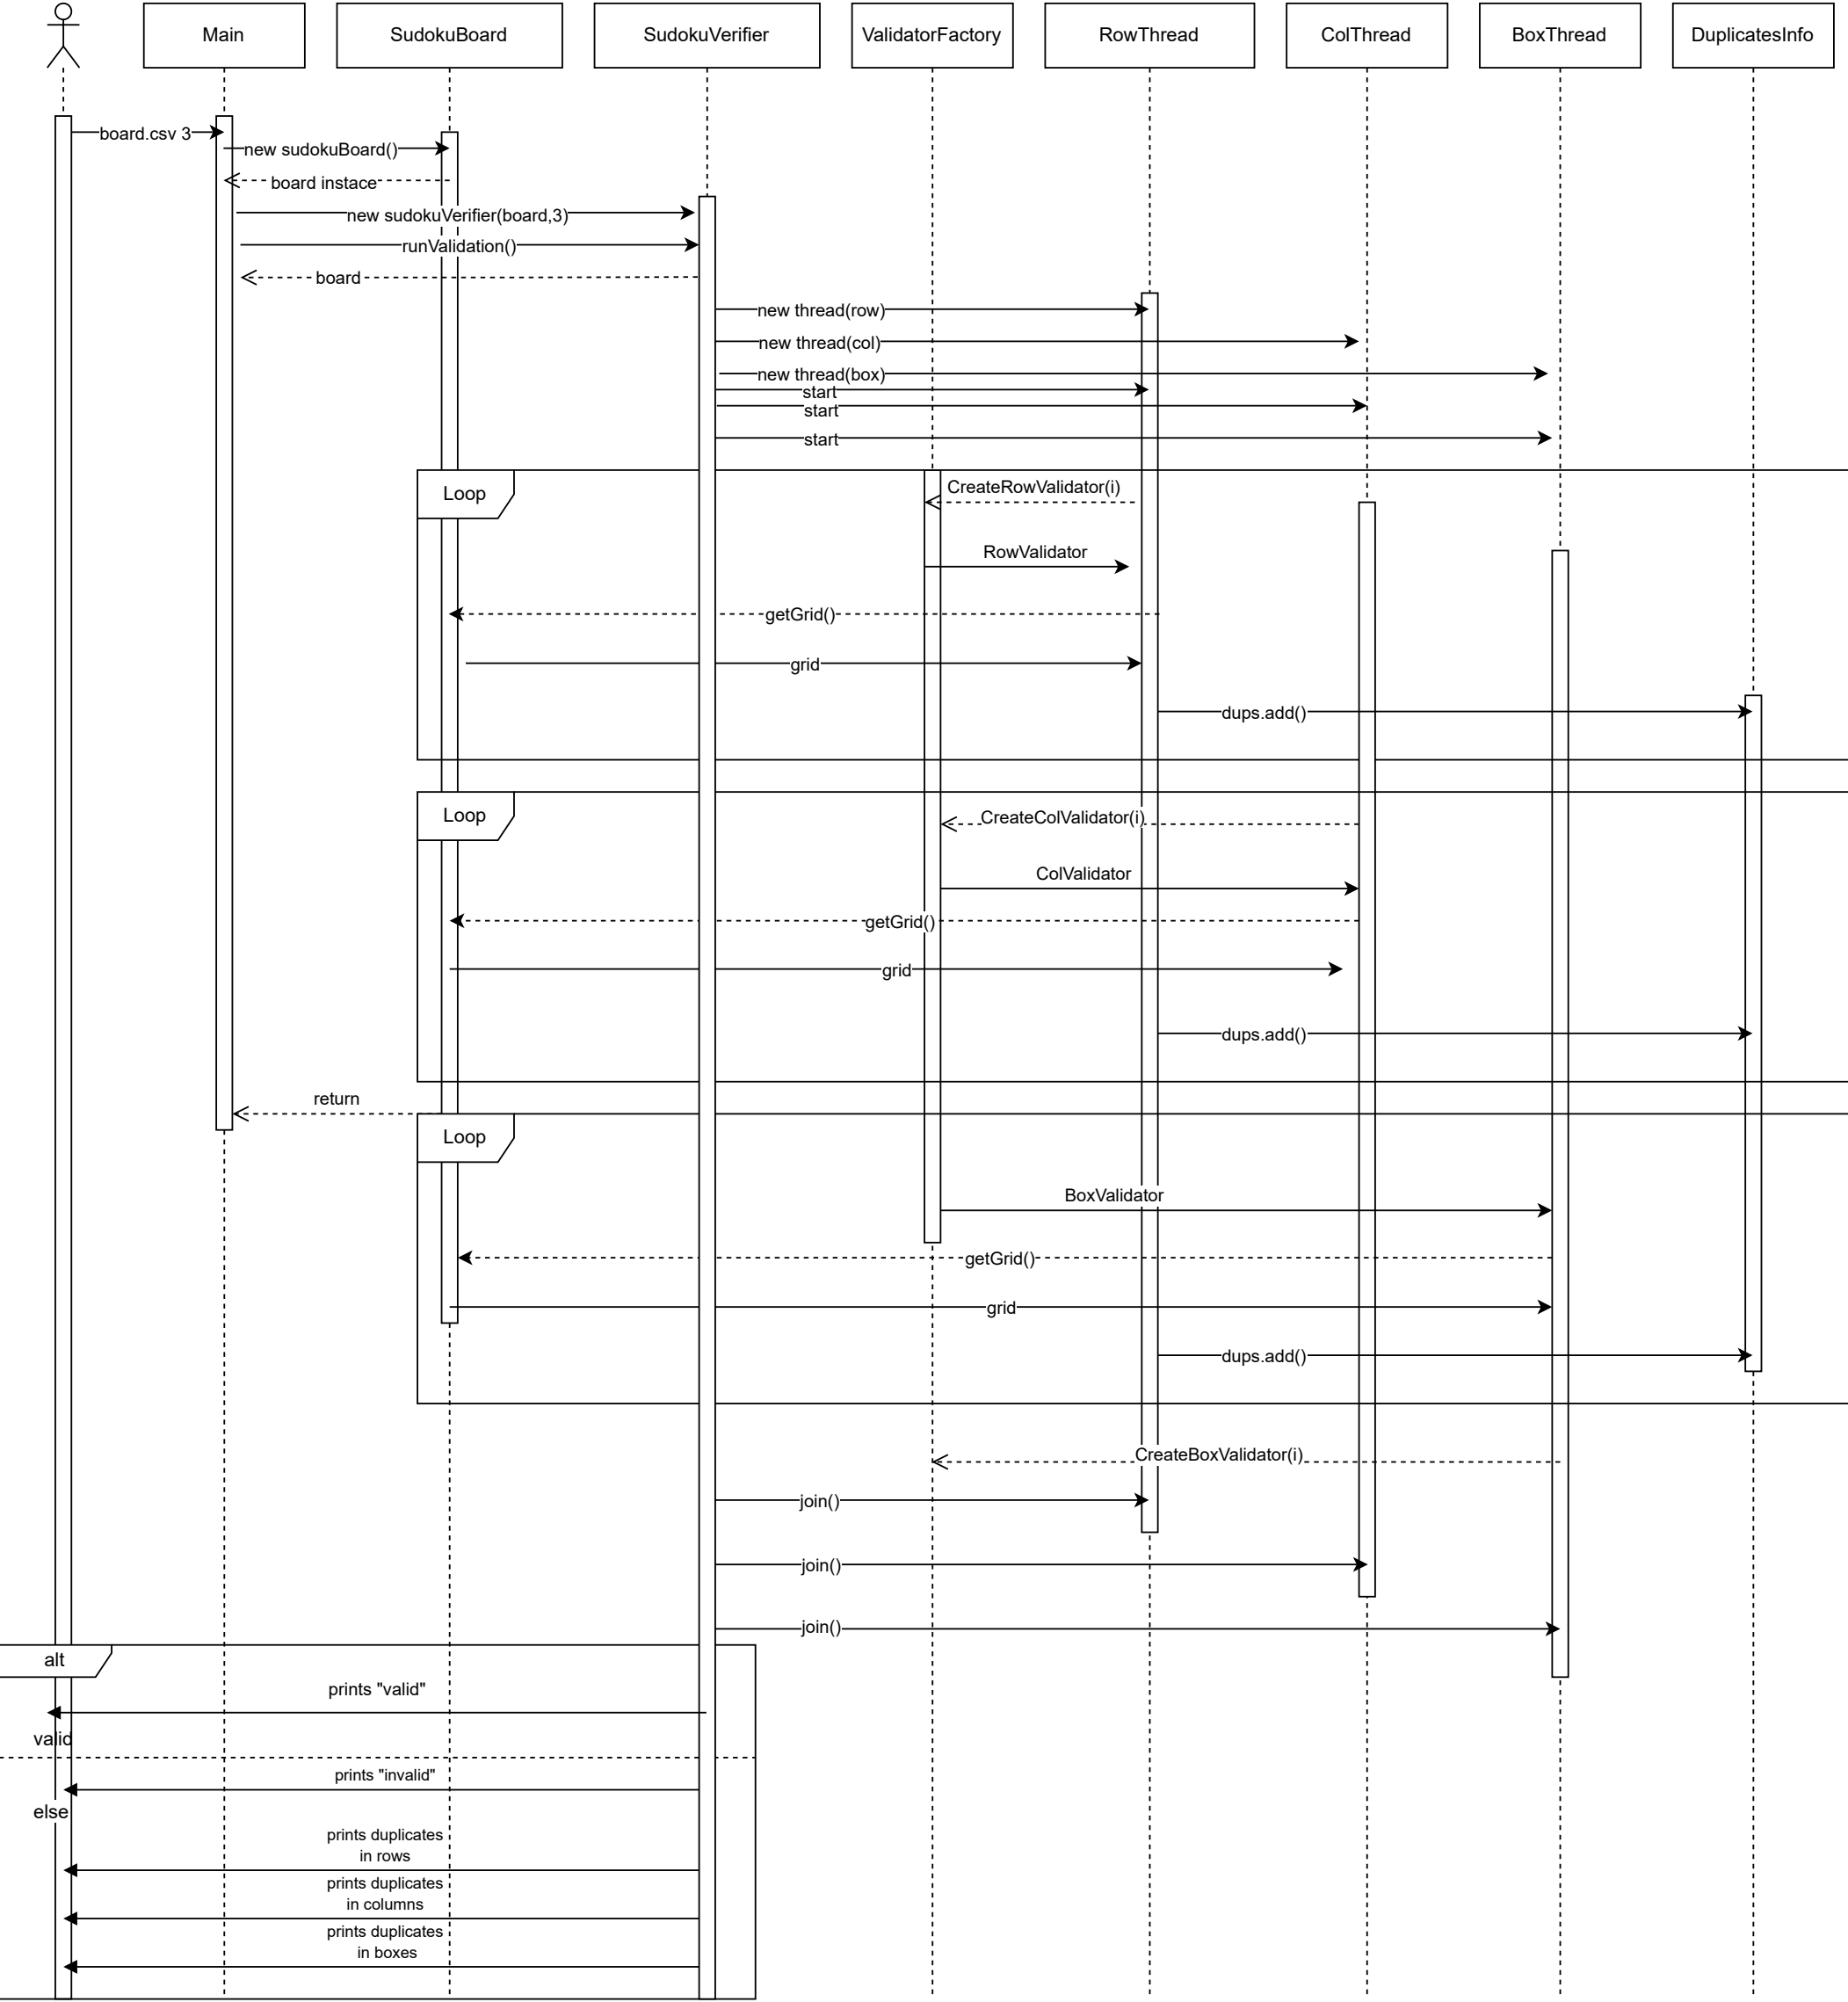 Main
SudokuBoard
SudokuVerifier
ValidatorFactory
RowThread
ColThread
BoxThread
DuplicatesInfo
board.csv 3
new sudokuBoard()
board instace
new sudokuVerifier(board,3)
runValidation()
board
new thread(row)
new thread(col)
new thread(box)
start
start
start
Loop
CreateRowValidator(i)
RowValidator
getGrid()
grid
dups.add()
Loop
CreateColValidator(i)
ColValidator
getGrid()
grid
dups.add()
return
Loop
BoxValidator
getGrid()
grid
dups.add()
CreateBoxValidator(i)
join()
join()
join()
alt
prints "valid"
valid
prints "invalid"
else
prints duplicates
in rows
prints duplicates
in columns
prints duplicates
in boxes